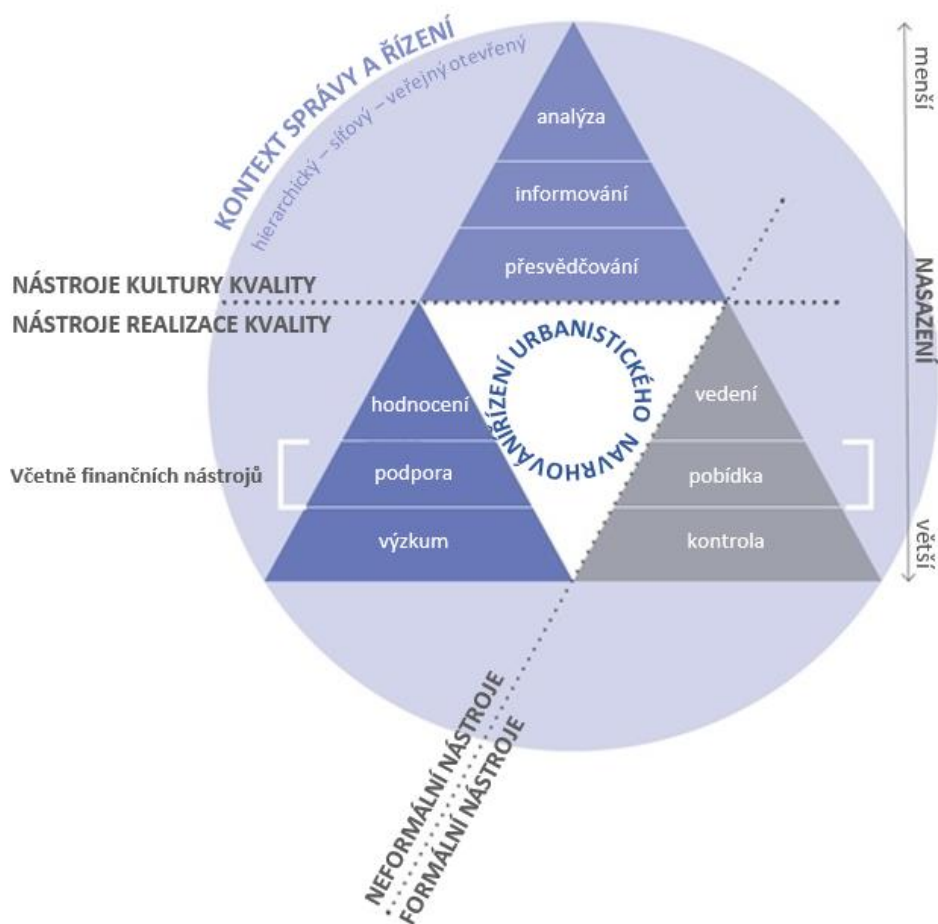 KONTEXT SPRÁVY A ŘÍZENÍ
hierarchický – síťový – veřejný otevřený
menší
analýza
informování
přesvědčování
NÁSTROJE KULTURY KVALITY
NÁSTROJE REALIZACE KVALITY
NASAZENÍ
ŘÍZENÍ URBANISTICKÉHO NAVRHOVÁNÍ
hodnocení
vedení
Včetně finančních nástrojů
podpora
pobídka
výzkum
kontrola
větší
NEFORMÁLNÍ NÁSTROJE
FORMÁLNÍ NÁSTROJE